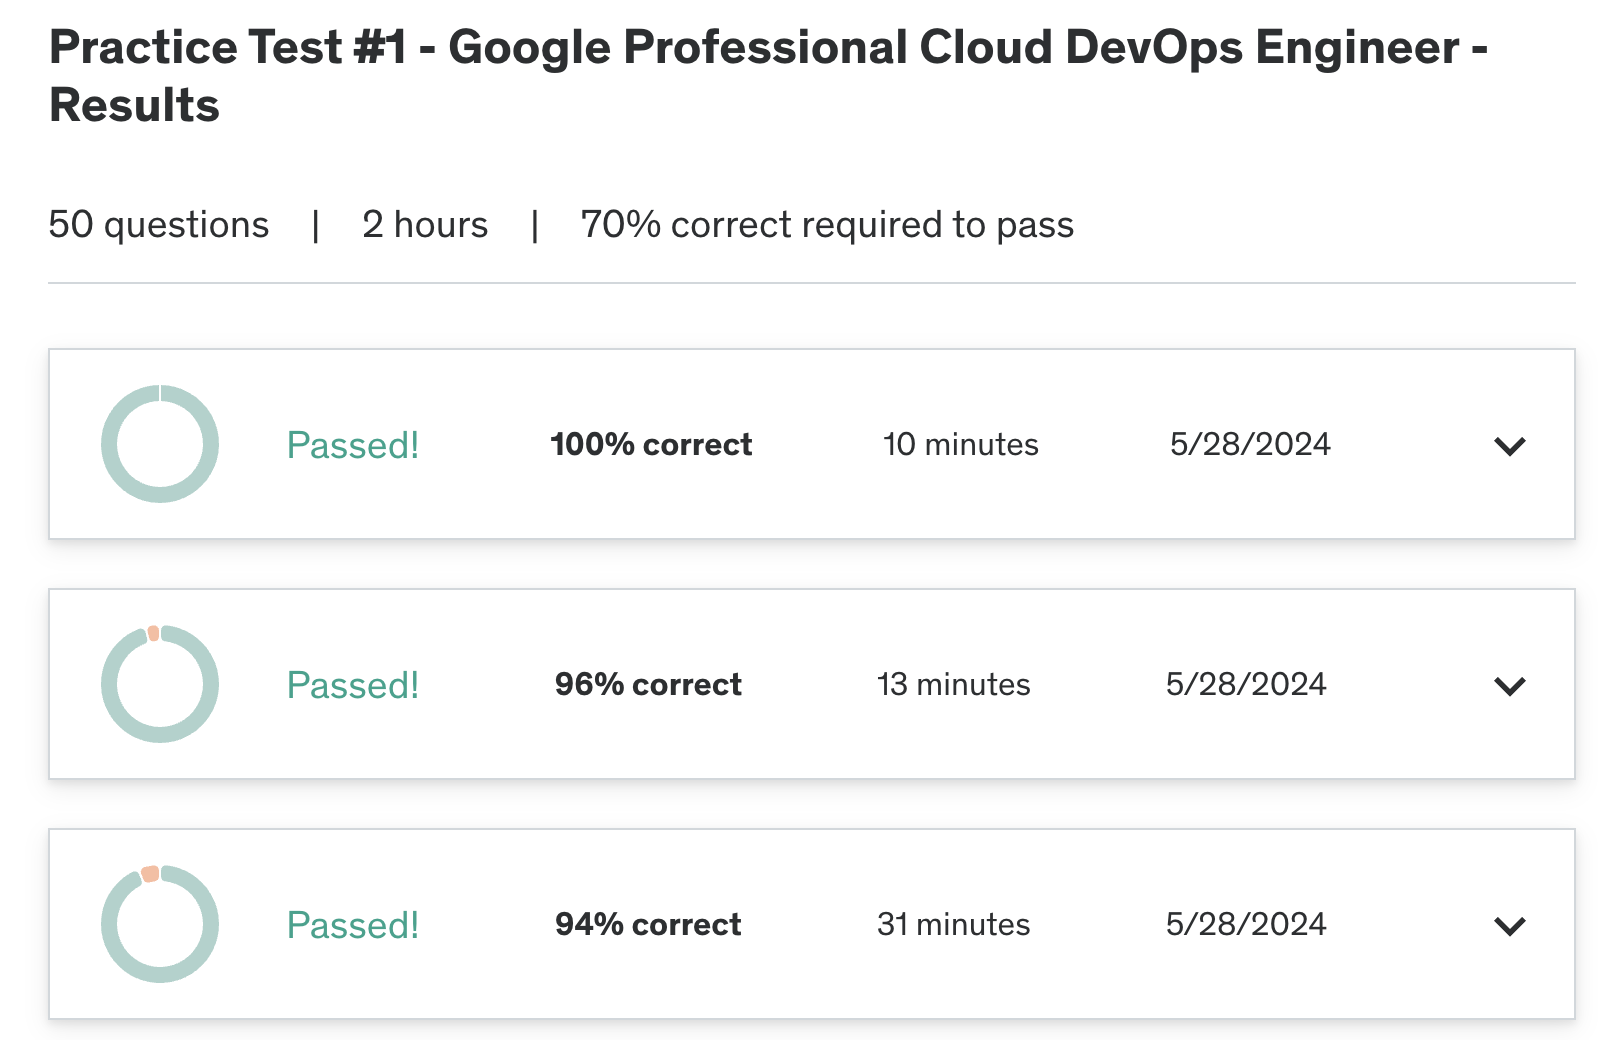 Practice Test #1 - Google Professional Cloud DevOps Engineer -
Results
50 questions | 2 hours | 70% correct required to pass
Passed! 100% correct 10 minutes 5/28/2024
Passed! 96% correct 13 minutes 5/28/2024
Passed! 94% correct 31 minutes 5/28/2024